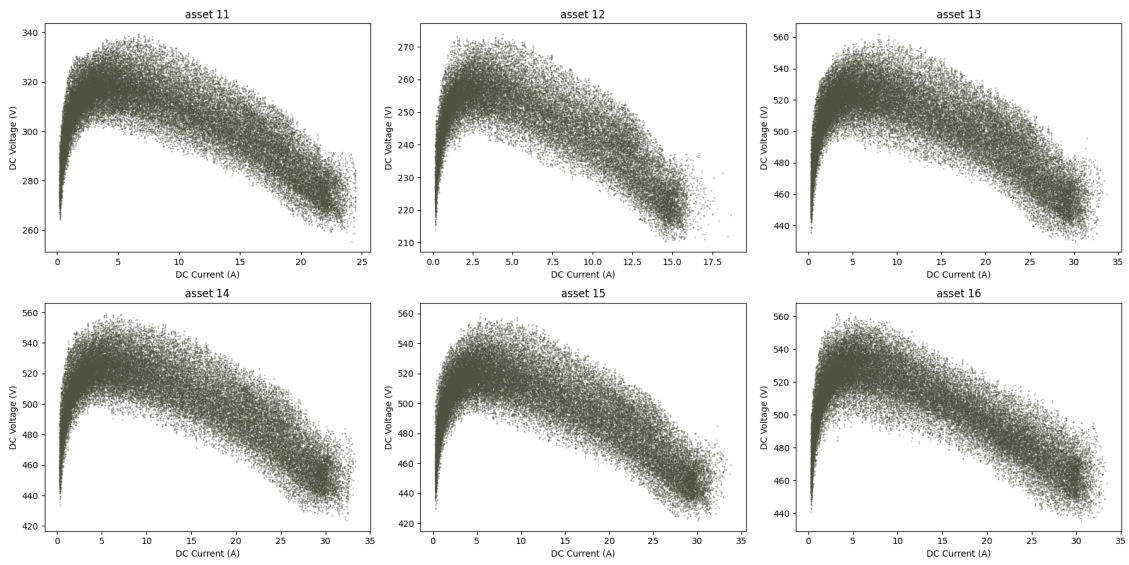 asset 11
340
320
300
280
260
DC Voltage (V)
0 5 10 15 20 25
DC Current (A)
asset 12
270
260
250
240
230
220
210
DC Voltage (V)
0.0 2.5 5.0 7.5 10.0 12.5 15.0 17.5
DC Current (A)
asset 13
560
540
520
500
480
460
440
DC Voltage (V)
0 5 10 15 20 25 30 35
DC Current (A)
asset 14
560
540
520
500
480
460
440
420
DC Voltage (V)
0 5 10 15 20 25 30 35
DC Current (A)
asset 15
560
540
520
500
480
460
440
420
DC Voltage (V)
0 5 10 15 20 25 30 35
DC Current (A)
asset 16
560
540
520
500
480
460
440
DC Voltage (V)
0 5 10 15 20 25 30 35
DC Current (A)